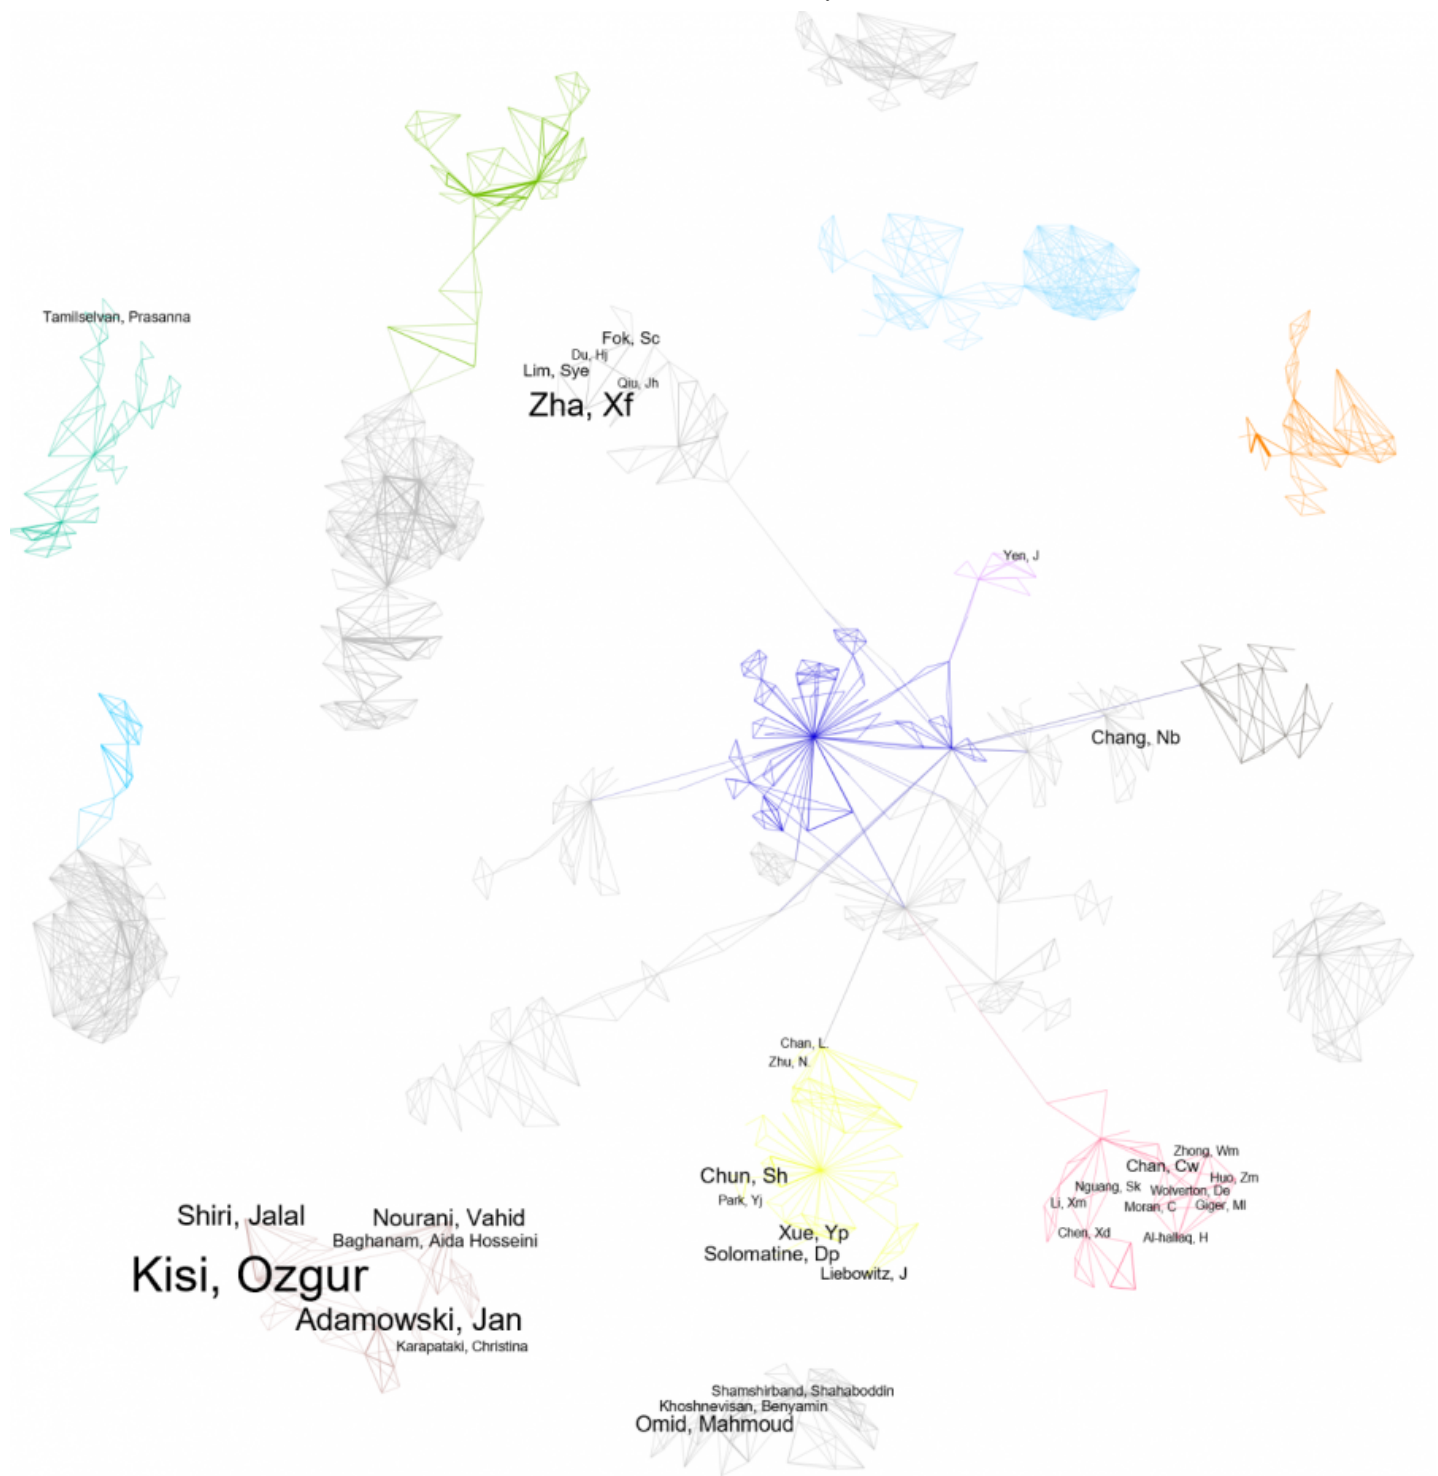 Tamilselvan, Prasanna
Fok, Sc
Du, Hj
Lim, Sye
Qiu, Jh
Zha, Xf
Yen, J
Chang, Nb
Chan, L.
Zhu, N.
Chun, Sh
Park, Yj
Xue, Yp
Solomatine, Dp
Liebowitz, J
Zhong, Wm
Chan, Cw
Huo, Zm
Nguang, Sk
Wolverton, De
Li, Xm
Moran, C
Giger, Ml
Chen, Xd
Al-hallaq, H
Shiri, Jalal
Nourani, Vahid
Baghanam, Aida Hosseini
Kisi, Ozgur
Adamowski, Jan
Karapataki, Christina
Shamshirband, Shahaboddin
Khoshnevisan, Benyamin
Omid, Mahmoud